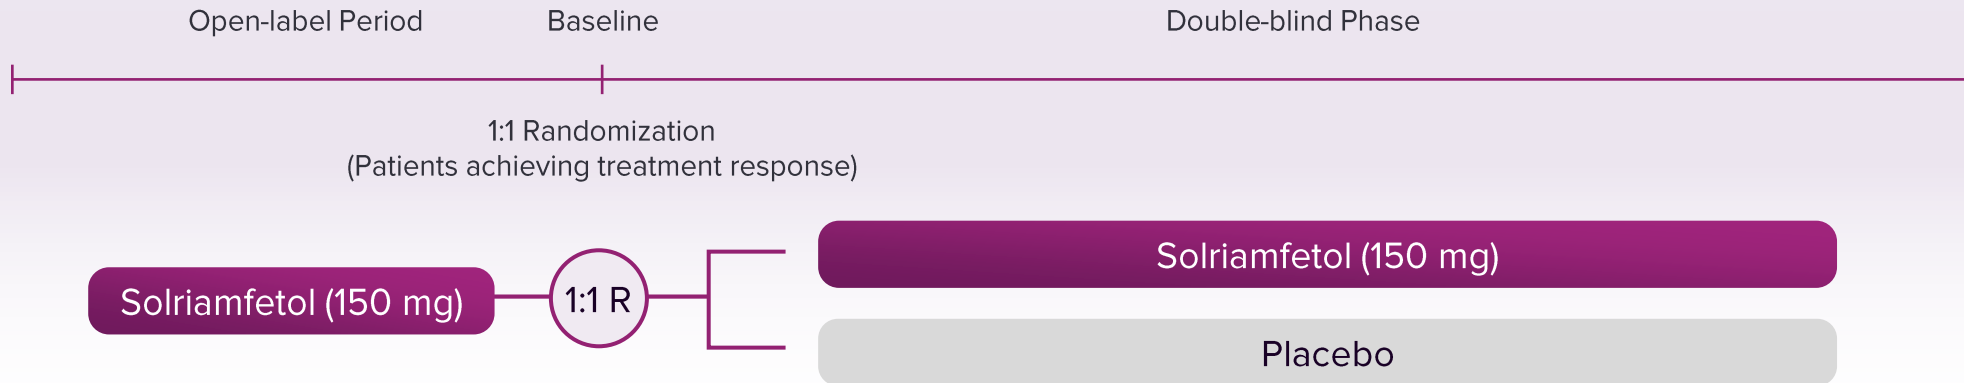 Open-label Period
Baseline
Double-blind Phase
1:1 Randomization
(Patients achieving treatment response)
Solriamfetol (150 mg)
1:1 R
Solriamfetol (150 mg)
Placebo